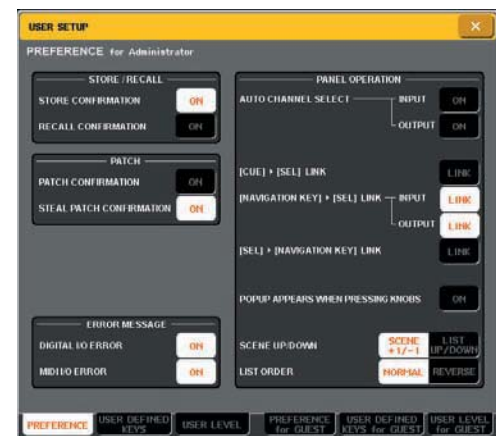 USER SETUP
×
PREFERENCE for Administrator
STORE/RECALL
STORE CONFIRMATION ON
RECALL CONFIRMATION ON
PATCH
PATCH CONFIRMATION ON
STEAL PATCH CONFIRMATION ON
ERROR MESSAGE
DIGITAL I/O ERROR ON
MIDI I/O ERROR ON
PANEL OPERATION
AUTO CHANNEL SELECT INPUT ON
OUTPUT ON
[CUE] ▸ [SEL] LINK LINK
[NAVIGATION KEY] ▸ [SEL] LINK INPUT LINK
OUTPUT LINK
[SEL] ▸ [NAVIGATION KEY] LINK LINK
POPUP APPEARS WHEN PRESSING KNOBS ON
SCENE UP/DOWN SCENE +1/-1 LIST UP/DOWN
LIST ORDER NORMAL REVERSE
PREFERENCE
USER DEFINED KEYS
USER LEVEL
PREFERENCE for GUEST
USER DEFINED KEYS for GUEST
USER LEVEL for GUEST